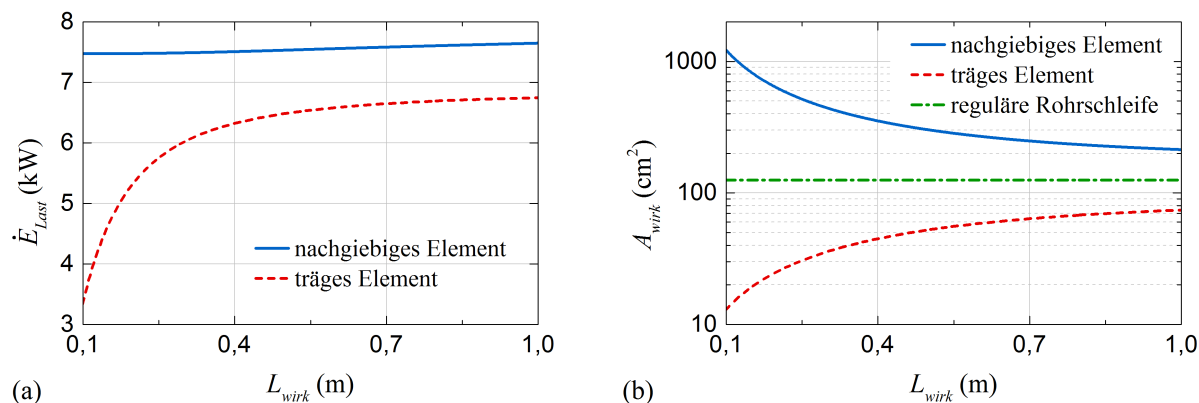 8
7
6
5
4
3
Ė_Last (kW)
nachgiebiges Element
träges Element
0,1 0,4 0,7 1,0
(a) L_wirk (m)
1000
100
10
A_wirk (cm²)
nachgiebiges Element
träges Element
reguläre Rohrschleife
0,1 0,4 0,7 1,0
(b) L_wirk (m)